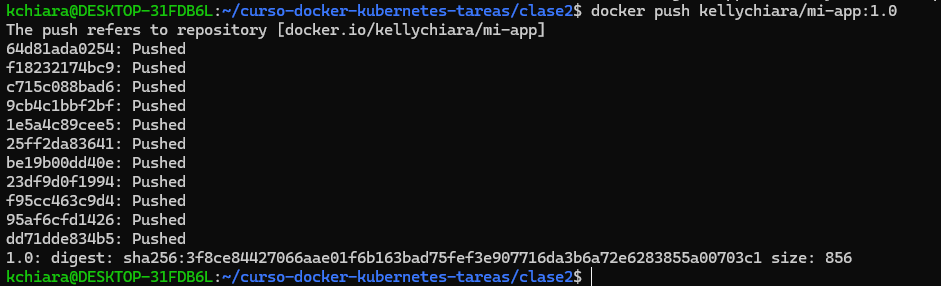 kchiara@DESKTOP-31FDB6L:~/curso-docker-kubernetes-tareas/clase2$ docker push kellychiara/mi-app:1.0
The push refers to repository [docker.io/kellychiara/mi-app]
64d81ada0254: Pushed
f18232174bc9: Pushed
c715c088bad6: Pushed
9cb4c1bbf2bf: Pushed
1e5a4c89cee5: Pushed
25ff2da83641: Pushed
be19b00dd40e: Pushed
23df9d0f1994: Pushed
f95cc463c9d4: Pushed
95af6cfd1426: Pushed
dd71dde834b5: Pushed
1.0: digest: sha256:3f8ce84427066aae01f6b163bad75fef3e907716da3b6a72e6283855a00703c1 size: 856
kchiara@DESKTOP-31FDB6L:~/curso-docker-kubernetes-tareas/clase2$